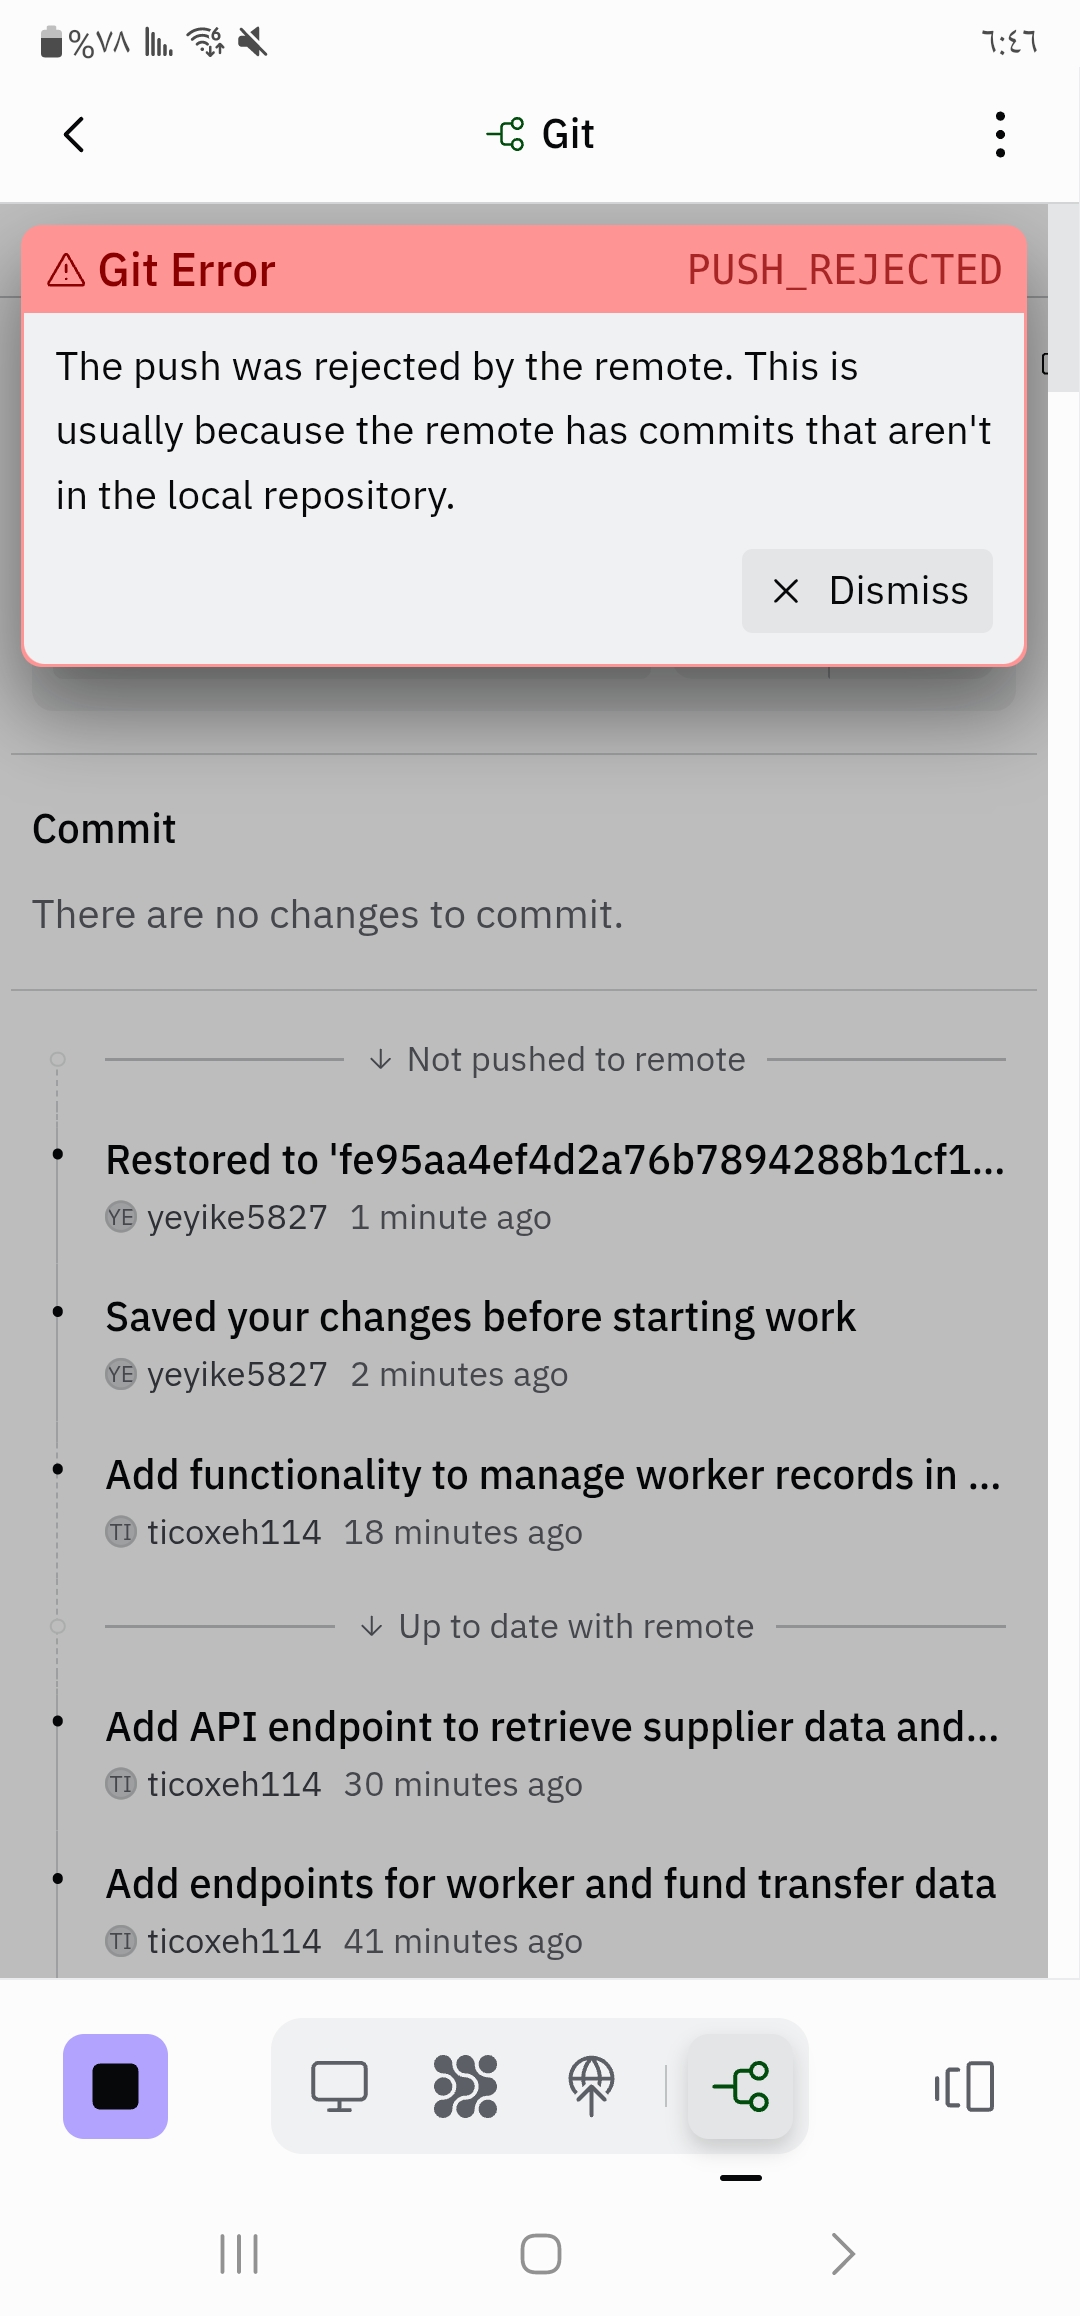 %٧٨
٦:٤٦
Git
Git Error
PUSH_REJECTED
The push was rejected by the remote. This is
usually because the remote has commits that aren't
in the local repository.
Dismiss
Commit
There are no changes to commit.
Not pushed to remote
Restored to 'fe95aa4ef4d2a76b7894288b1cf1...
YE yeyike5827 1 minute ago
Saved your changes before starting work
YE yeyike5827 2 minutes ago
Add functionality to manage worker records in ...
TI ticoxeh114 18 minutes ago
Up to date with remote
Add API endpoint to retrieve supplier data and...
TI ticoxeh114 30 minutes ago
Add endpoints for worker and fund transfer data
TI ticoxeh114 41 minutes ago